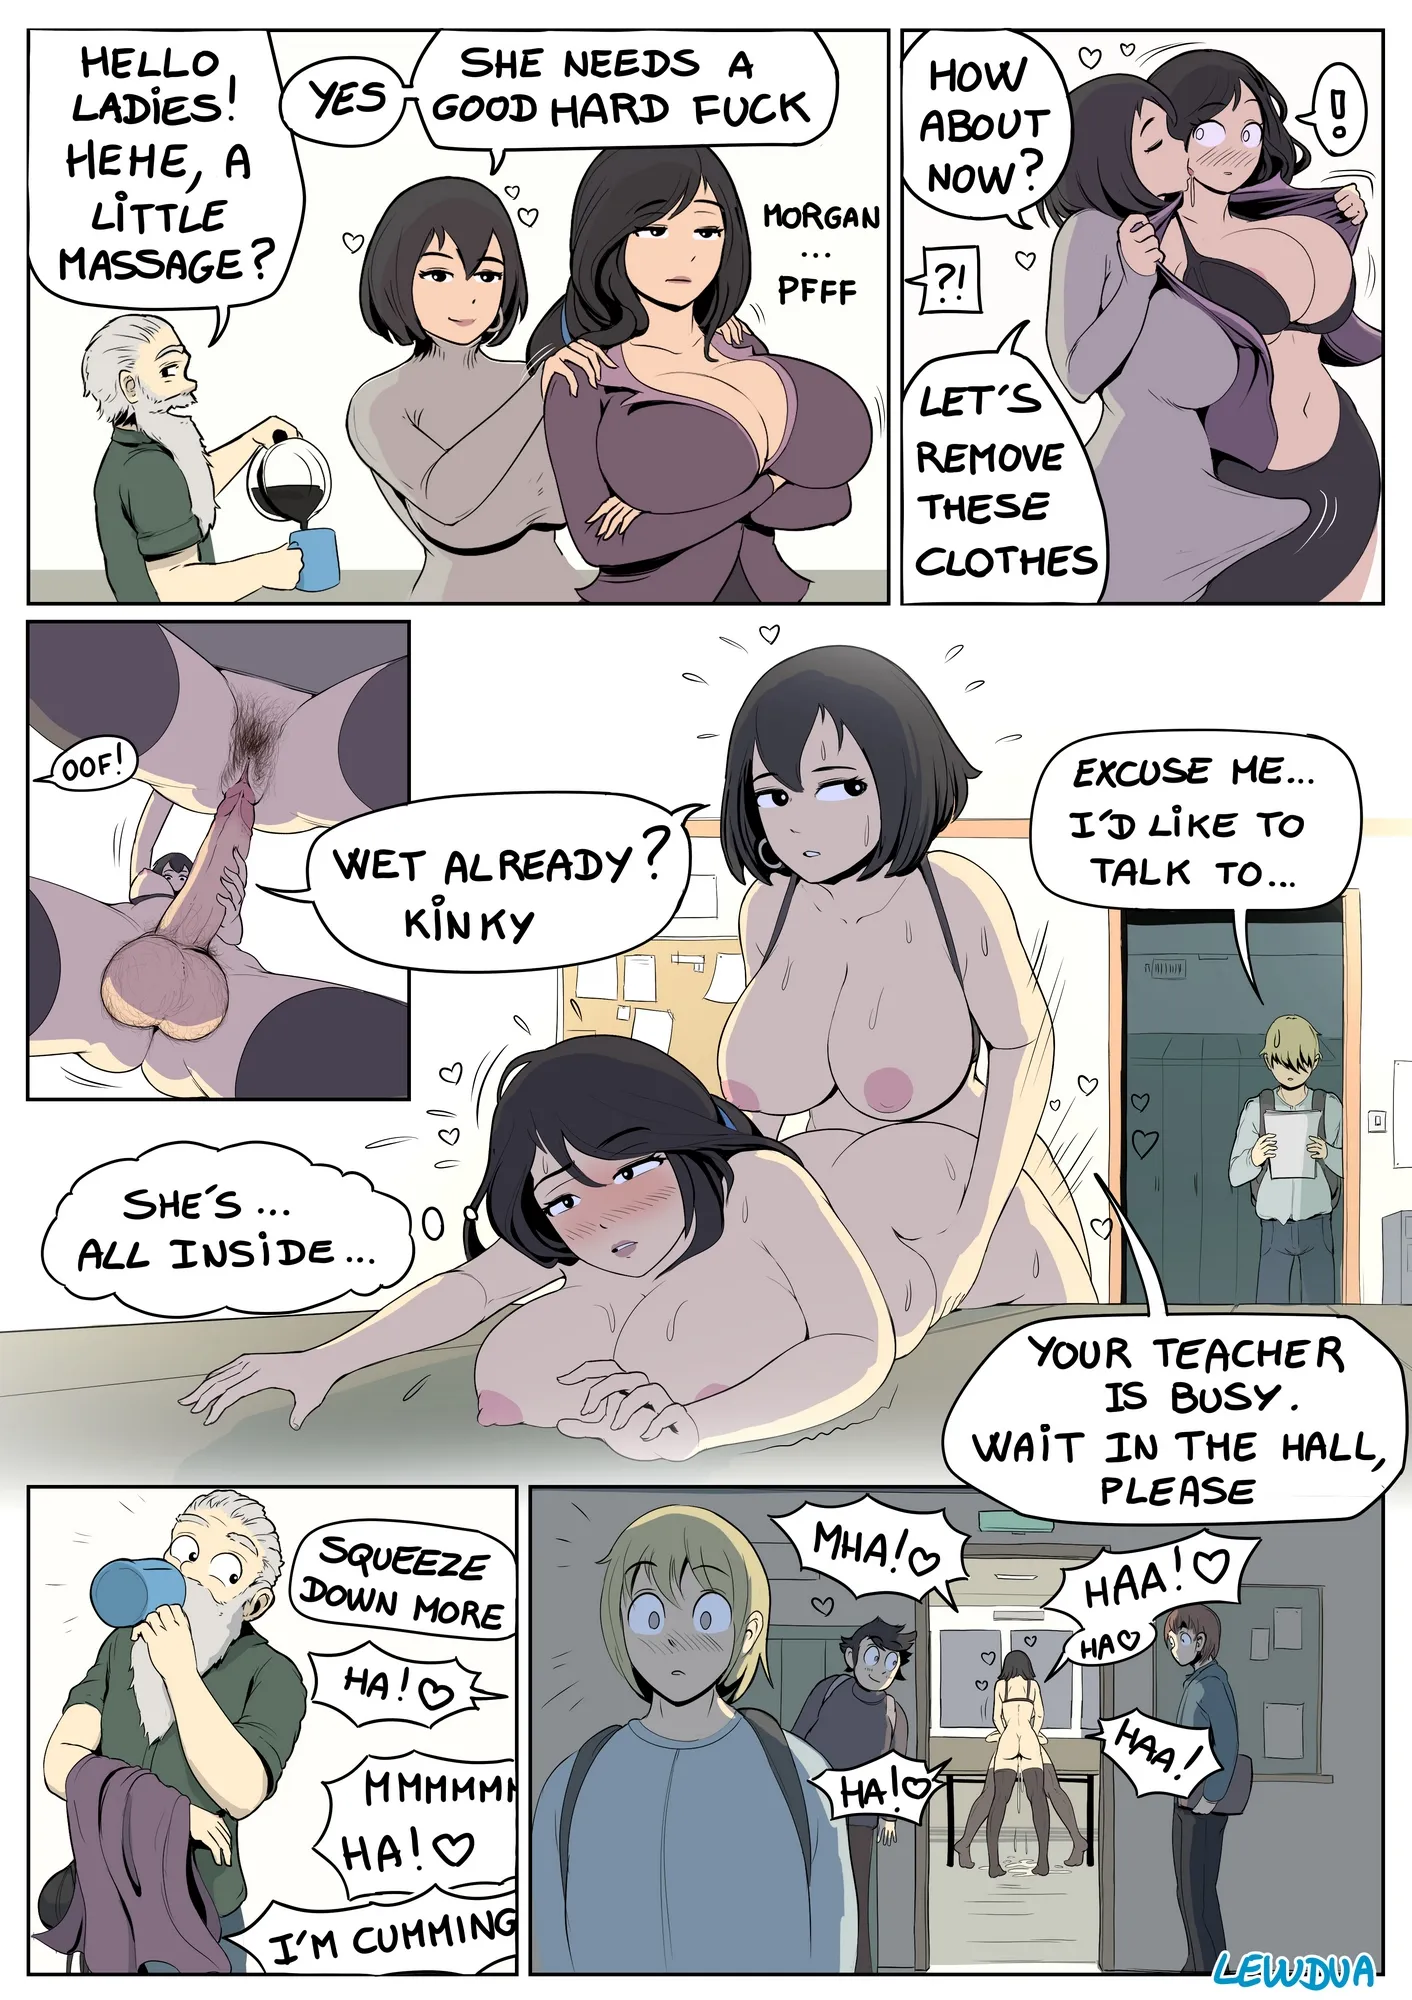 HELLO
LADIES!
HEHE, A
LITTLE
MASSAGE?
YES
SHE NEEDS A
GOOD HARD FUCK
MORGAN
...
PFFF
HOW
ABOUT
NOW?
!
?!
LET'S
REMOVE
THESE
CLOTHES
OOF!
WET ALREADY?
KINKY
EXCUSE ME...
I'D LIKE TO
TALK TO...
SHE'S...
ALL INSIDE...
YOUR TEACHER
IS BUSY.
WAIT IN THE HALL,
PLEASE
SQUEEZE
DOWN MORE
HA!♡
MMMMMM
HA!♡
I'M CUMMING
MHA!♡
HAA!♡
HA♡
HA!♡
HAA!
LEWDUA